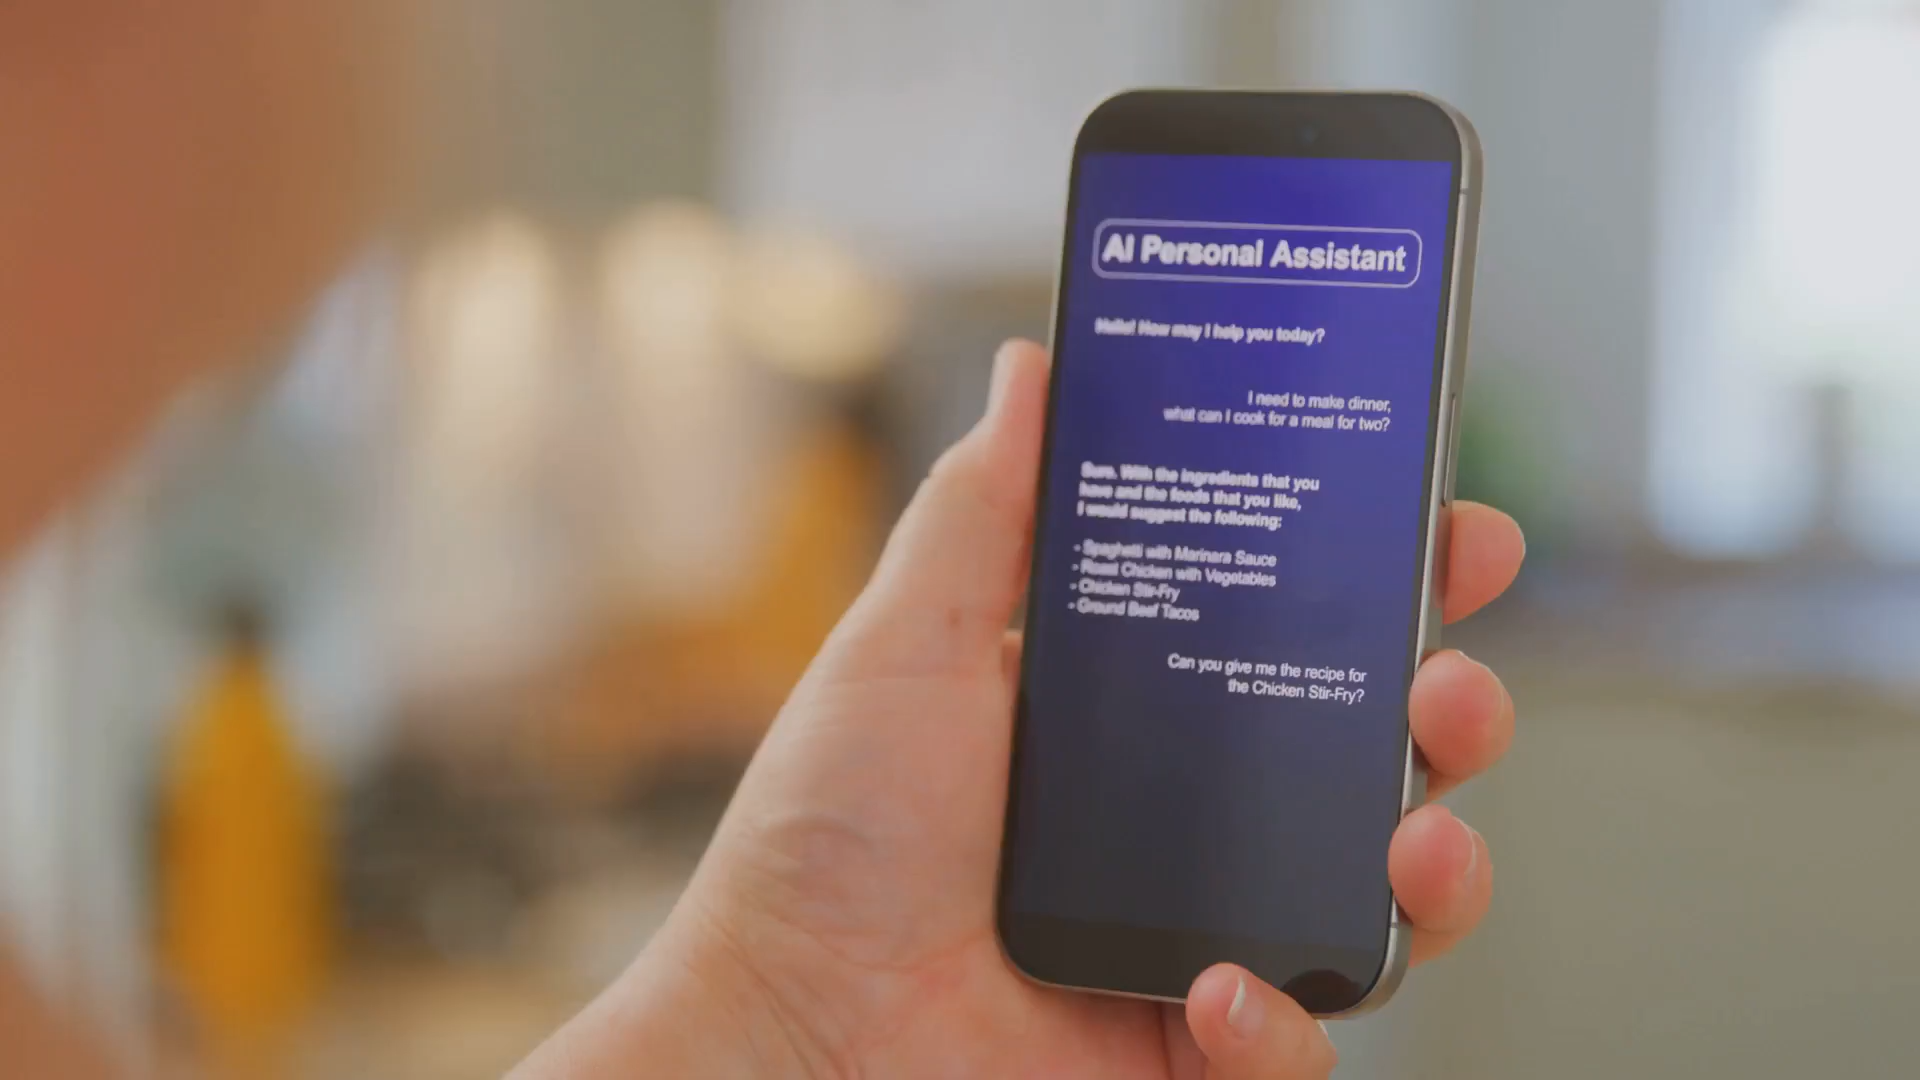 AI Personal Assistant
Hello! How may I help you today?
I need to make dinner,
what can I cook for a meal for two?
Sure. With the ingredients that you
have and the foods that you like,
I would suggest the following:
- Spaghetti with Marinara Sauce
- Roast Chicken with Vegetables
- Chicken Stir-Fry
- Ground Beef Tacos
Can you give me the recipe for
the Chicken Stir-Fry?